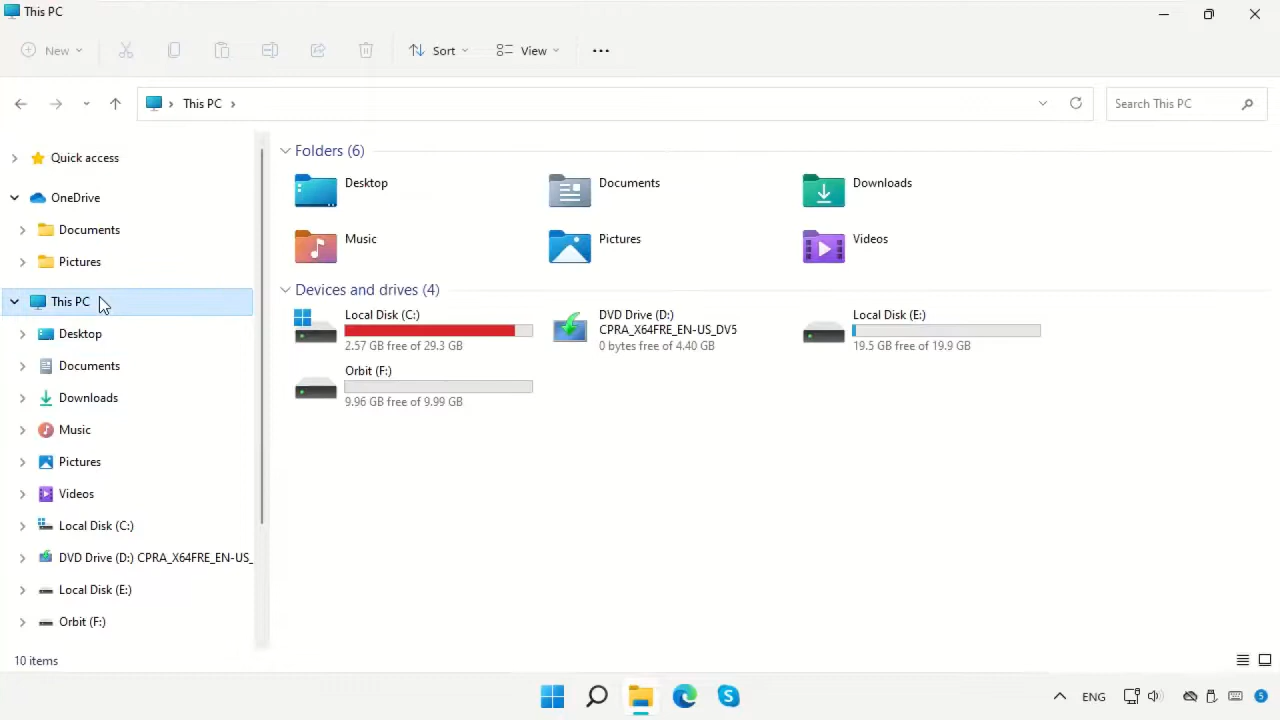 This PC
New
Sort
View
This PC
Search This PC
Quick access
OneDrive
Documents
Pictures
This PC
Desktop
Documents
Downloads
Music
Pictures
Videos
Local Disk (C:)
DVD Drive (D:) CPRA_X64FRE_EN-US_
Local Disk (E:)
Orbit (F:)
Folders (6)
Desktop
Documents
Downloads
Music
Pictures
Videos
Devices and drives (4)
Local Disk (C:)
2.57 GB free of 29.3 GB
DVD Drive (D:)
CPRA_X64FRE_EN-US_DV5
0 bytes free of 4.40 GB
Local Disk (E:)
19.5 GB free of 19.9 GB
Orbit (F:)
9.96 GB free of 9.99 GB
10 items
ENG
5